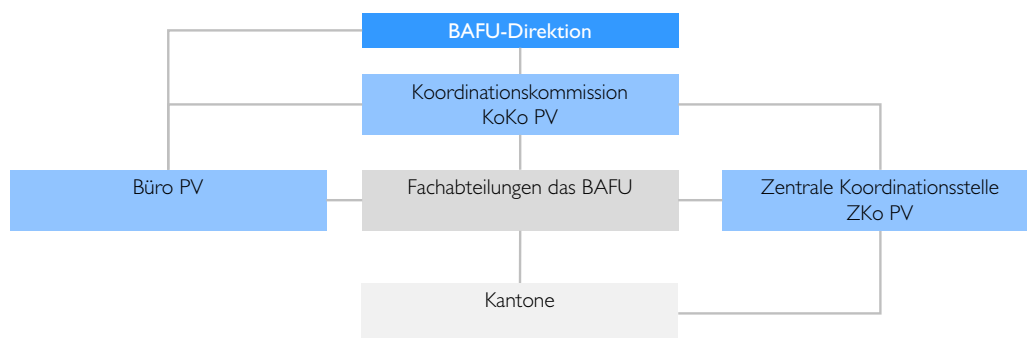 BAFU-Direktion
Koordinationskommission
KoKo PV
Büro PV
Fachabteilungen das BAFU
Zentrale Koordinationsstelle
ZKo PV
Kantone